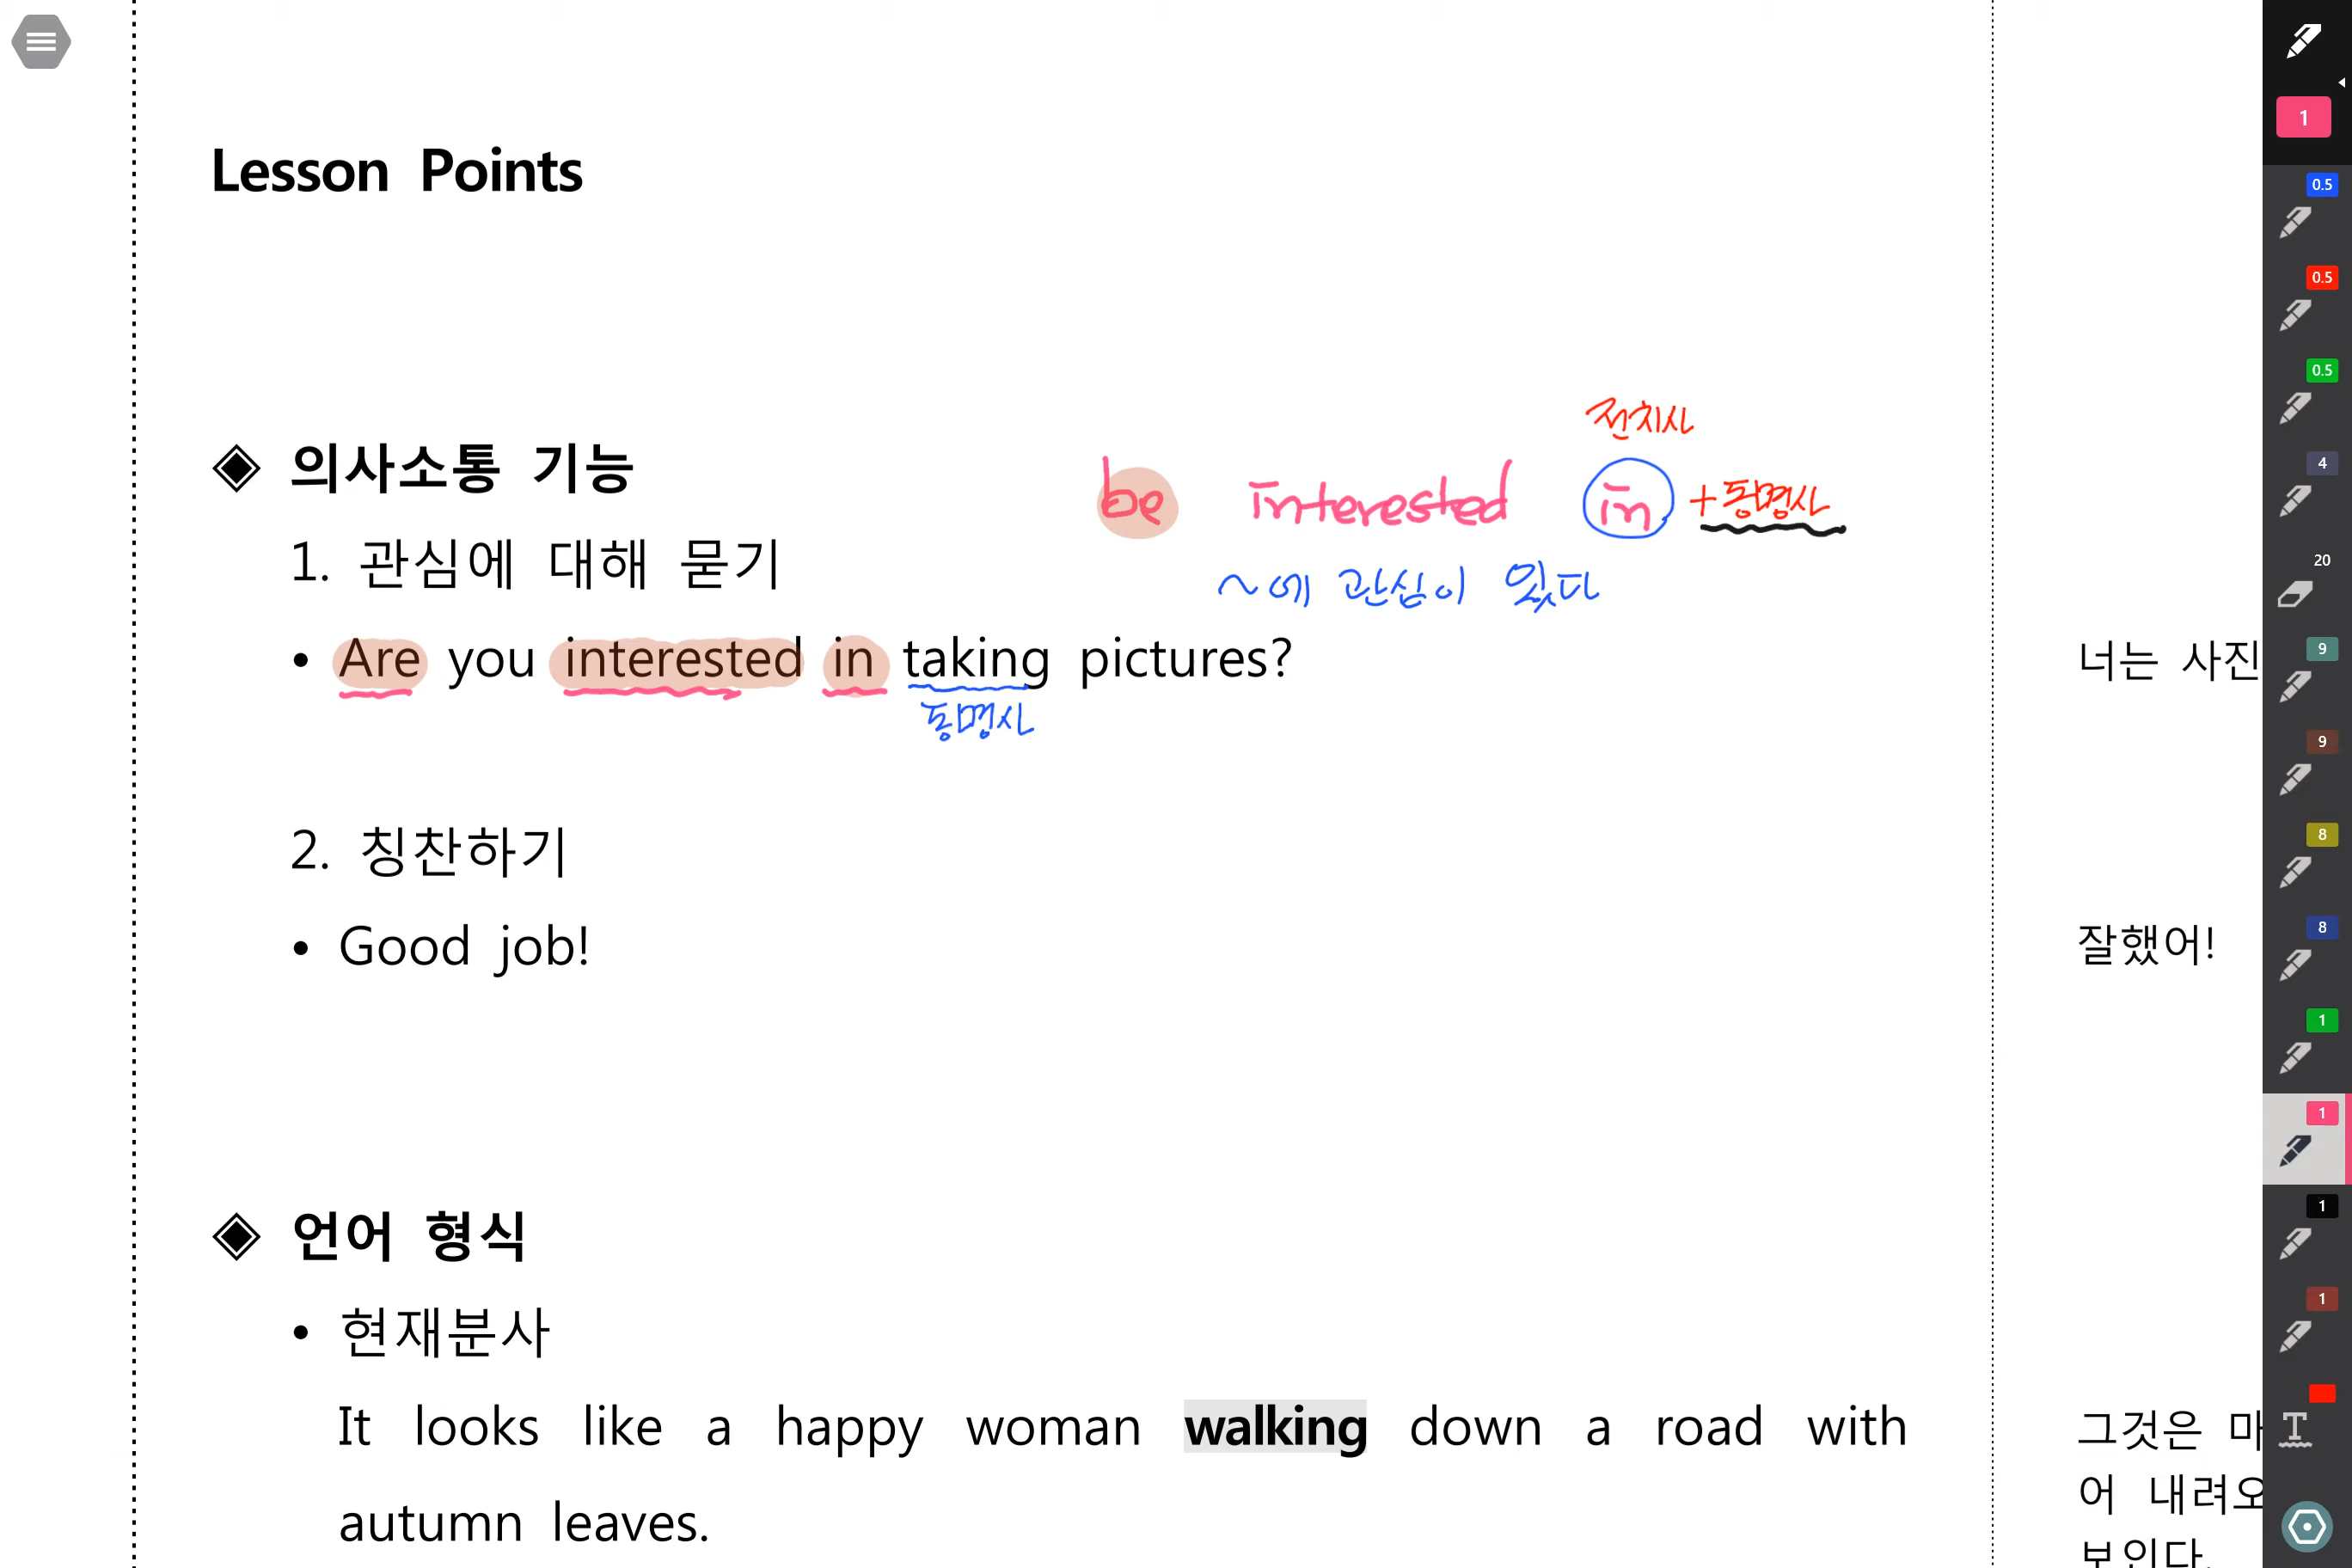 1
0.5
0.5
0.5
4
20
9
9
8
8
1
1
1
1
T
Lesson Points
◈ 의사소통 기능
전치사
be interested in +동명사
~에 관심이 있다
1. 관심에 대해 묻기
• Are you interested in taking pictures?
동명사
너는 사진
2. 칭찬하기
• Good job!
잘했어!
◈ 언어 형식
• 현재분사
It looks like a happy woman walking down a road with
autumn leaves.
그것은 마
어 내려오
보인다.